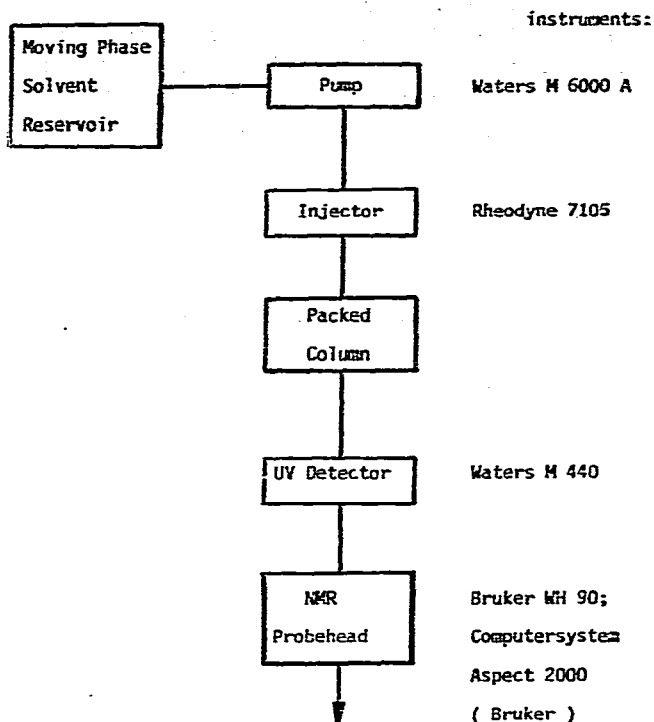 instruments:
Moving Phase
Solvent
Reservoir
Pump
Waters M 6000 A
Injector
Rheodyne 7105
Packed
Column
UV Detector
Waters M 440
NMR
Probehead
Bruker WH 90;
Computersystem
Aspect 2000
( Bruker )